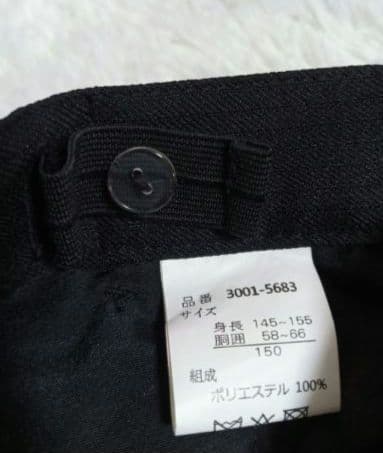 品番 3001-5683
サイズ
身長 145~155
胴囲 58~66
150
組成
ポリエステル 100%